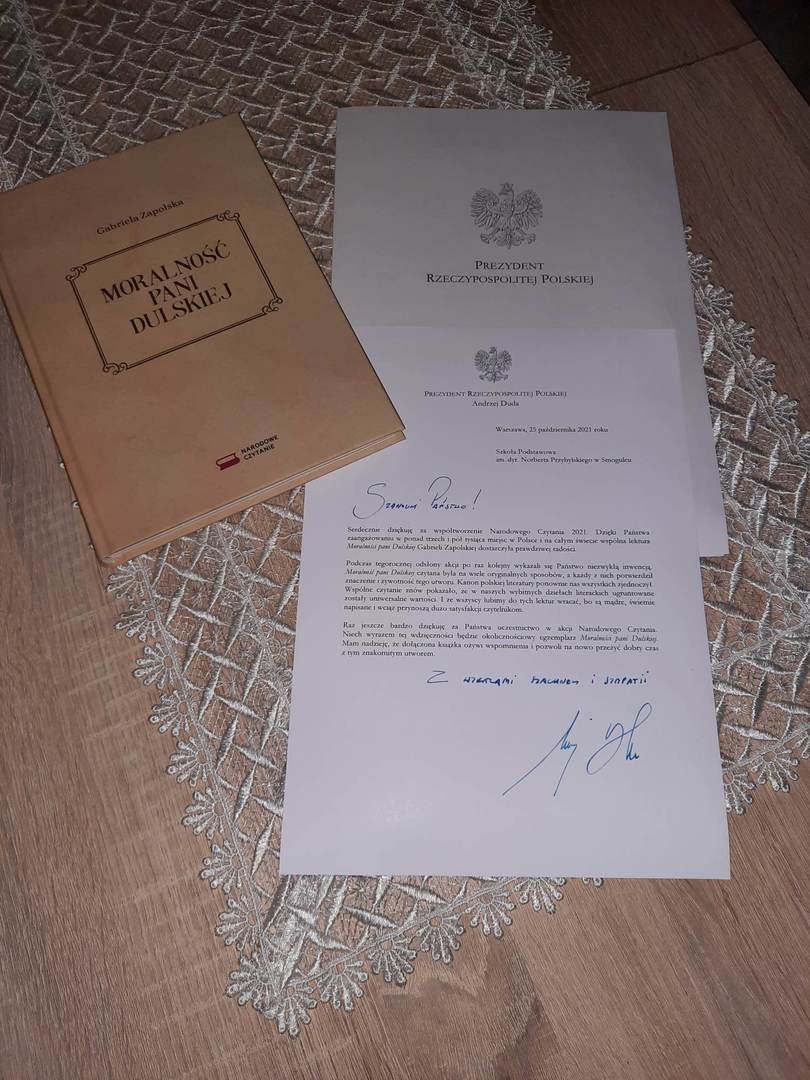 Gabriela Zapolska
MORALNOŚĆ
PANI
DULSKIEJ
NARODOWE
CZYTANIE
PREZYDENT
RZECZYPOSPOLITEJ POLSKIEJ
PREZYDENT RZECZYPOSPOLITEJ POLSKIEJ
Andrzej Duda
Warszawa, 25 października 2021 roku
Szkoła Podstawowa
im. dyr. Norberta Przybylskiego w Smogulcu
Szanowni Państwo!
Serdecznie dziękuję za współtworzenie Narodowego Czytania 2021. Dzięki Państwa
zaangażowaniu w ponad trzech i pół tysiąca miejsc w Polsce i na całym świecie wspólna lektura
Moralności pani Dulskiej Gabrieli Zapolskiej dostarczyła prawdziwej radości.
Podczas tegorocznej odsłony akcji po raz kolejny wykazali się Państwo niezwykłą inwencją.
Moralność pani Dulskiej czytana była na wiele oryginalnych sposobów, a każdy z nich potwierdził
znaczenie i żywotność tego utworu. Kanon polskiej literatury ponownie nas wszystkich zjednoczył.
Wspólne czytanie znów pokazało, że w naszych wybitnych dziełach literackich ugruntowane
zostały uniwersalne wartości. I że wszyscy lubimy do tych lektur wracać, bo są mądre, świetnie
napisane i wciąż przynoszą dużo satysfakcji czytelnikom.
Raz jeszcze bardzo dziękuję za Państwa uczestnictwo w akcji Narodowego Czytania.
Niech wyrazem tej wdzięczności będzie okolicznościowy egzemplarz Moralności pani Dulskiej.
Mam nadzieję, że dołączona książka ożywi wspomnienia i pozwoli na nowo przeżyć dobry czas
z tym znakomitym utworem.
Z wyrazami szacunku i sympatii